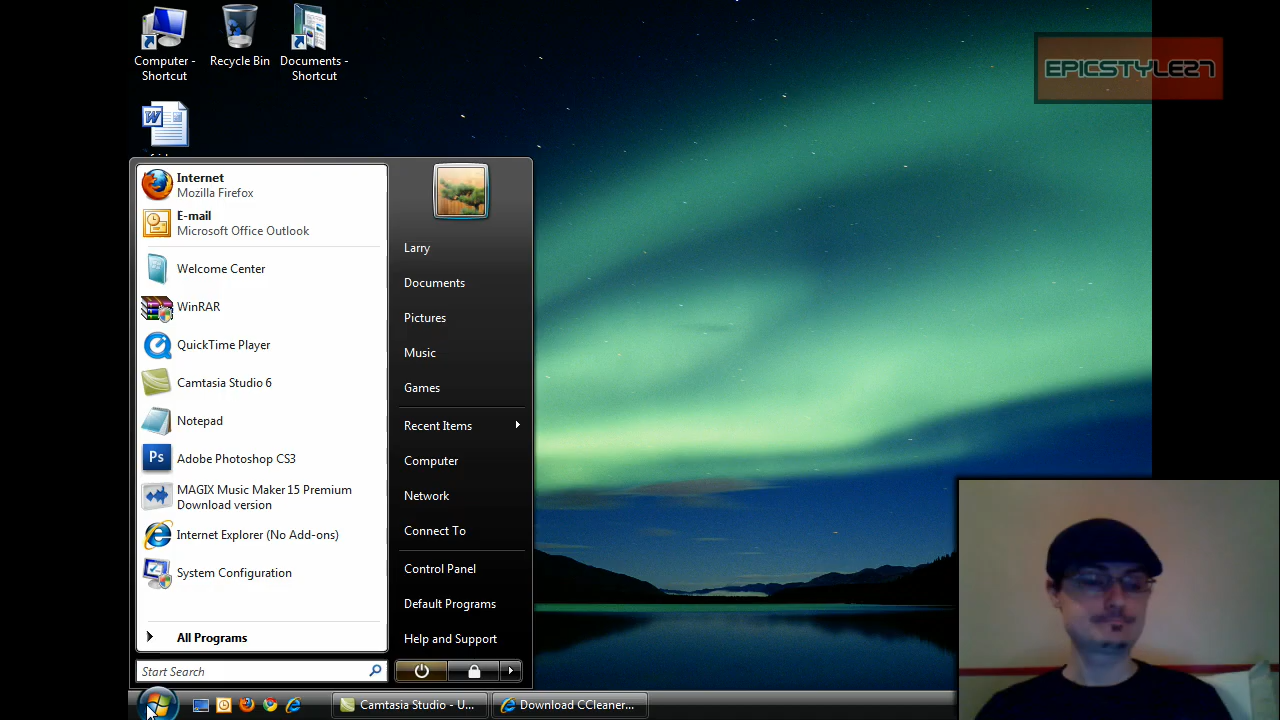 Computer -
Shortcut
Recycle Bin
Documents -
Shortcut
EPICSTYLE27
Internet
Mozilla Firefox
E-mail
Microsoft Office Outlook
Welcome Center
WinRAR
QuickTime Player
Camtasia Studio 6
Notepad
Ps
Adobe Photoshop CS3
MAGIX Music Maker 15 Premium
Download version
Internet Explorer (No Add-ons)
System Configuration
All Programs
Start Search
Larry
Documents
Pictures
Music
Games
Recent Items
Computer
Network
Connect To
Control Panel
Default Programs
Help and Support
Camtasia Studio - U...
Download CCleaner...